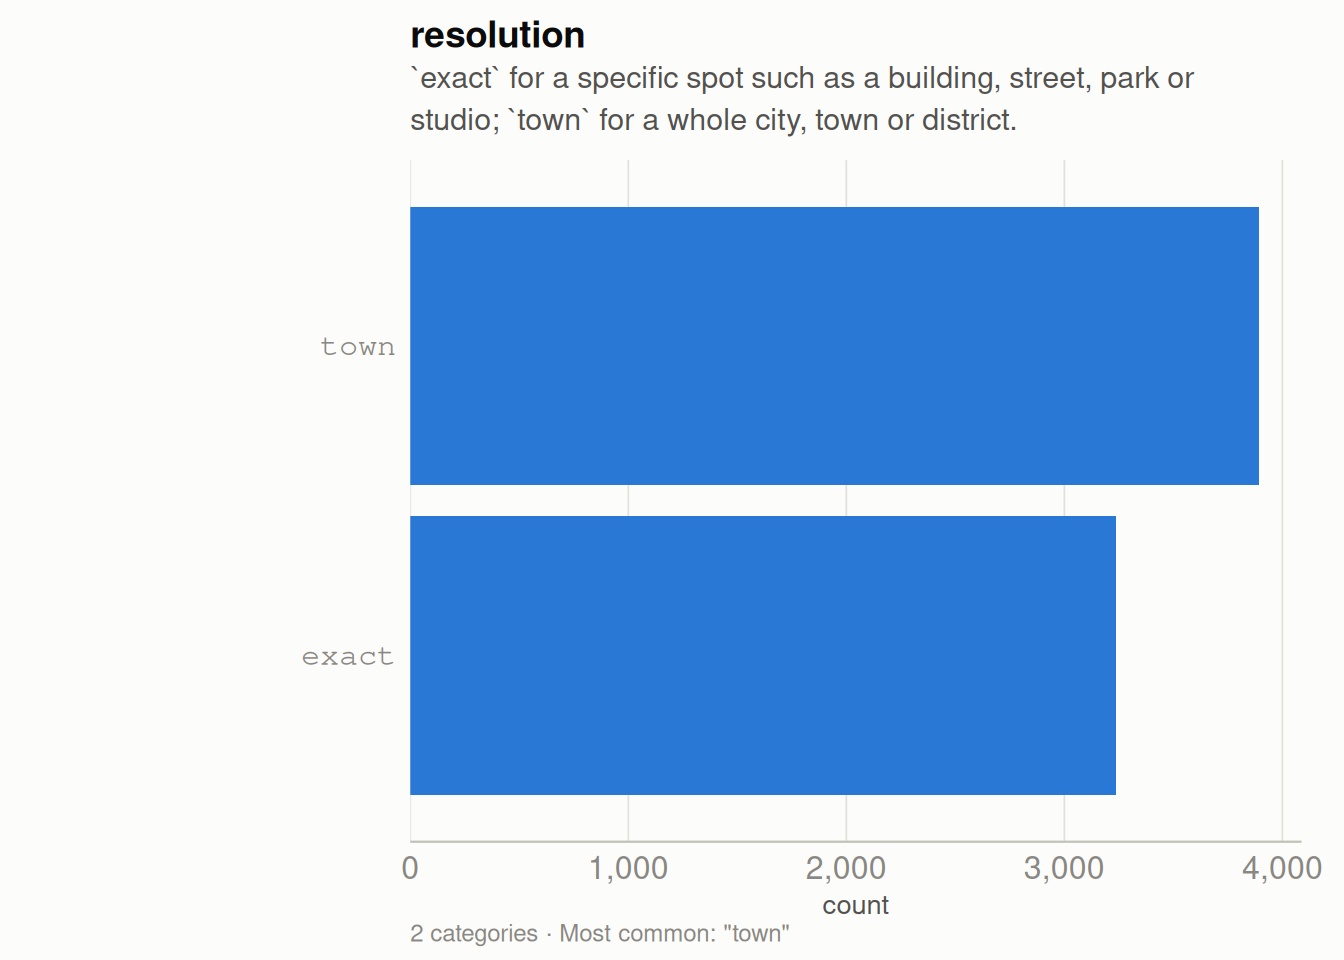 resolution
`exact` for a specific spot such as a building, street, park or
studio; `town` for a whole city, town or district.
town
exact
0 1,000 2,000 3,000 4,000
count
2 categories · Most common: "town"